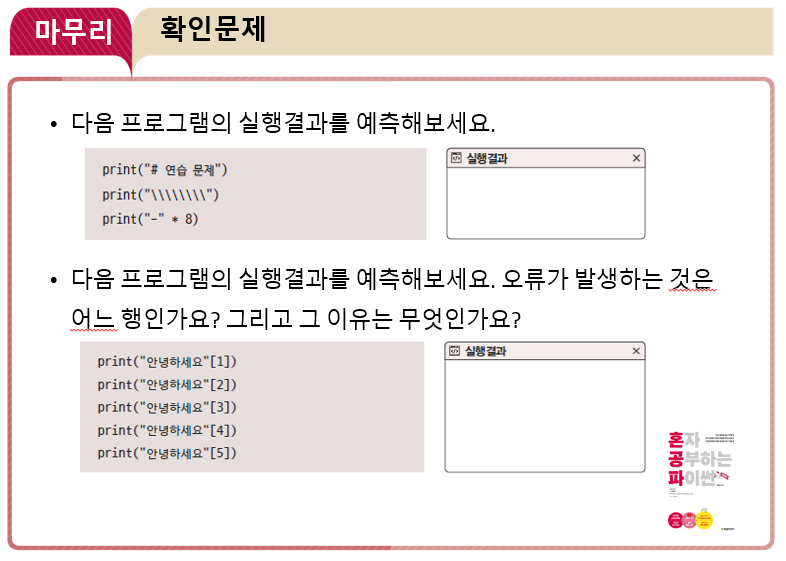 마무리
확인문제
• 다음 프로그램의 실행결과를 예측해보세요.
print("# 연습 문제")
print("\\\\\\\\")
print("-" * 8)
실행결과
• 다음 프로그램의 실행결과를 예측해보세요. 오류가 발생하는 것은
어느 행인가요? 그리고 그 이유는 무엇인가요?
print("안녕하세요"[1])
print("안녕하세요"[2])
print("안녕하세요"[3])
print("안녕하세요"[4])
print("안녕하세요"[5])
실행결과
혼자
공부하는
파이썬